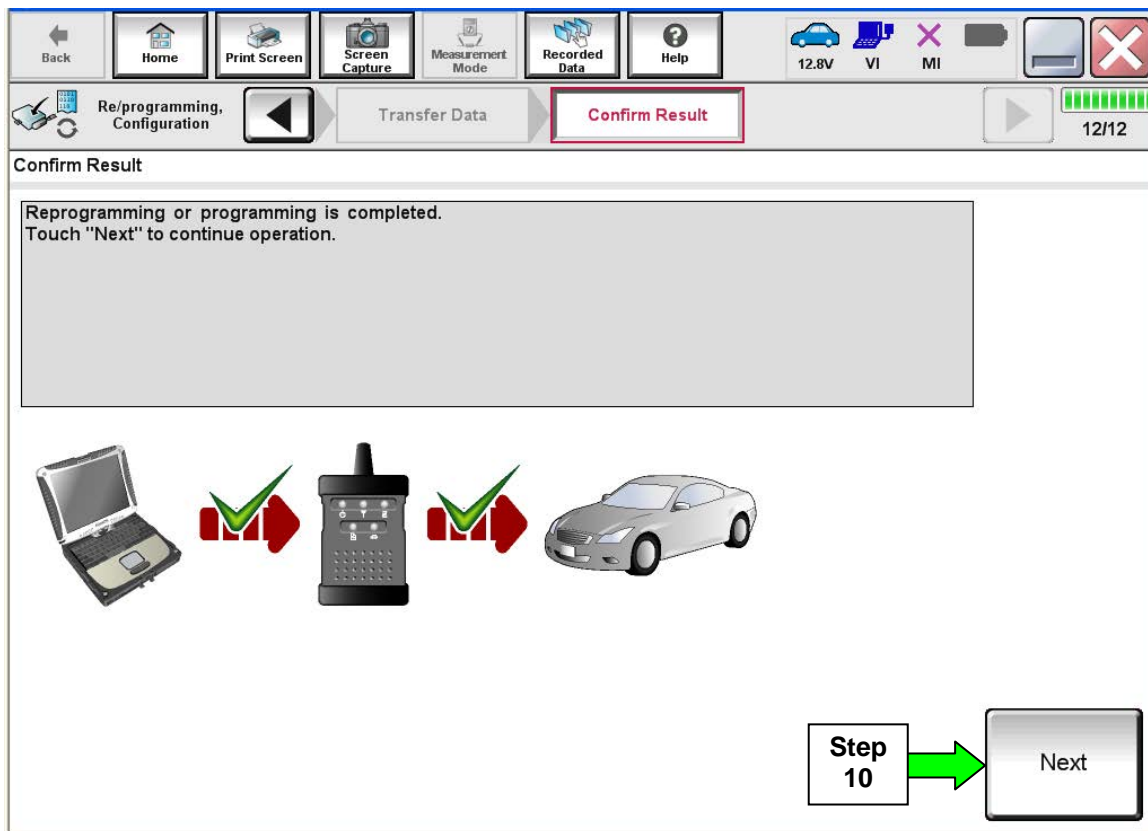 Back
Home
Print Screen
Screen
Capture
Measurement
Mode
Recorded
Data
Help
12.8V
VI
MI
Re/programming,
Configuration
Transfer Data
Confirm Result
12/12
Confirm Result
Reprogramming or programming is completed.
Touch "Next" to continue operation.
Step
10
Next